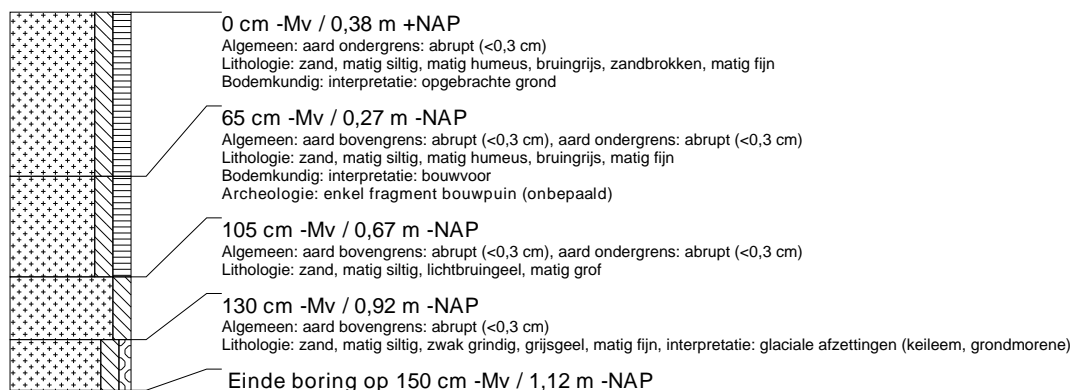 0 cm -Mv / 0,38 m +NAP
Algemeen: aard ondergrens: abrupt (<0,3 cm)
Lithologie: zand, matig siltig, matig humeus, bruingrijs, zandbrokken, matig fijn
Bodemkundig: interpretatie: opgebrachte grond
65 cm -Mv / 0,27 m -NAP
Algemeen: aard bovengrens: abrupt (<0,3 cm), aard ondergrens: abrupt (<0,3 cm)
Lithologie: zand, matig siltig, matig humeus, bruingrijs, matig fijn
Bodemkundig: interpretatie: bouwvoor
Archeologie: enkel fragment bouwpuin (onbepaald)
105 cm -Mv / 0,67 m -NAP
Algemeen: aard bovengrens: abrupt (<0,3 cm), aard ondergrens: abrupt (<0,3 cm)
Lithologie: zand, matig siltig, lichtbruingeel, matig grof
130 cm -Mv / 0,92 m -NAP
Algemeen: aard bovengrens: abrupt (<0,3 cm)
Lithologie: zand, matig siltig, zwak grindig, grijsgeel, matig fijn, interpretatie: glaciale afzettingen (keileem, grondmorene)
Einde boring op 150 cm -Mv / 1,12 m -NAP